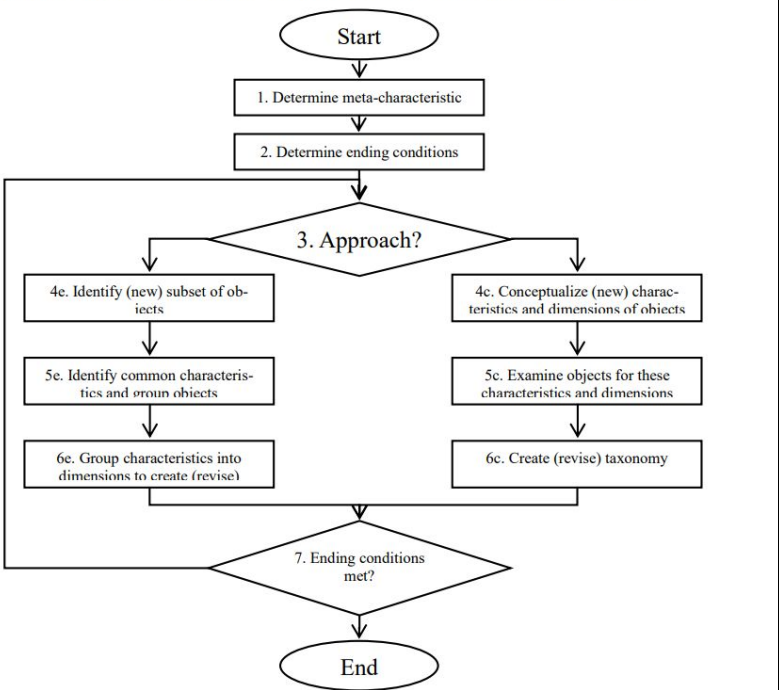 Start
1. Determine meta-characteristic
2. Determine ending conditions
3. Approach?
4e. Identify (new) subset of ob-
jects
4c. Conceptualize (new) charac-
teristics and dimensions of objects
5e. Identify common characteris-
tics and group objects
5c. Examine objects for these
characteristics and dimensions
6e. Group characteristics into
dimensions to create (revise)
6c. Create (revise) taxonomy
7. Ending conditions
met?
End